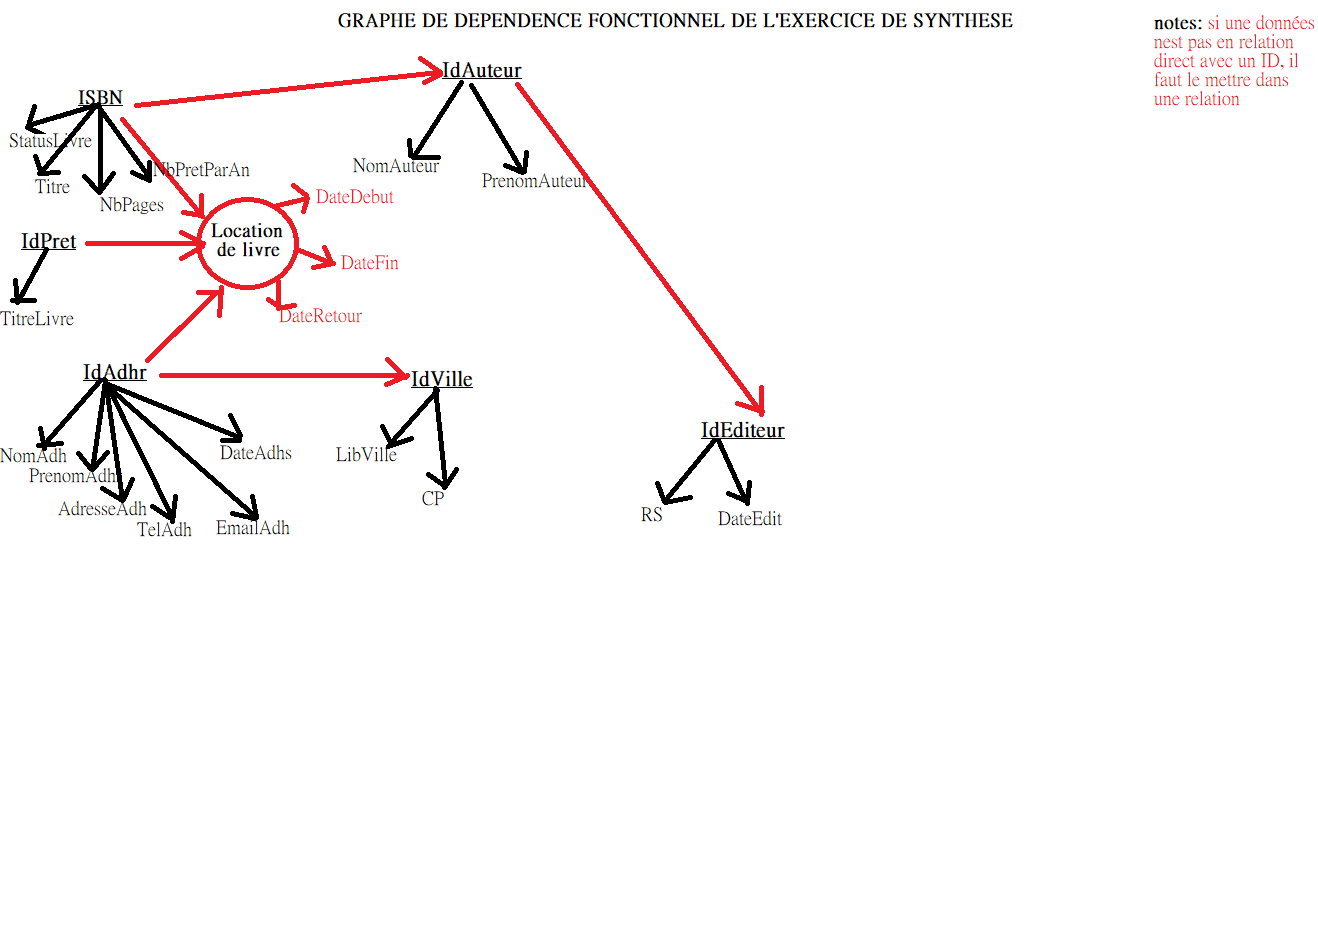 GRAPHE DE DEPENDENCE FONCTIONNEL DE L'EXERCICE DE SYNTHESE
notes: si une données
nest pas en relation
direct avec un ID, il
faut le mettre dans
une relation
IdAuteur
ISBN
StatusLivre
NomAuteur
NbPretParAn
PrenomAuteur
Titre
NbPages
DateDebut
Location
de livre
IdPret
DateFin
DateRetour
TitreLivre
IdAdhr
IdVille
IdEditeur
NomAdh
DateAdhs
LibVille
PrenomAdh
CP
AdresseAdh
RS
DateEdit
TelAdh
EmailAdh